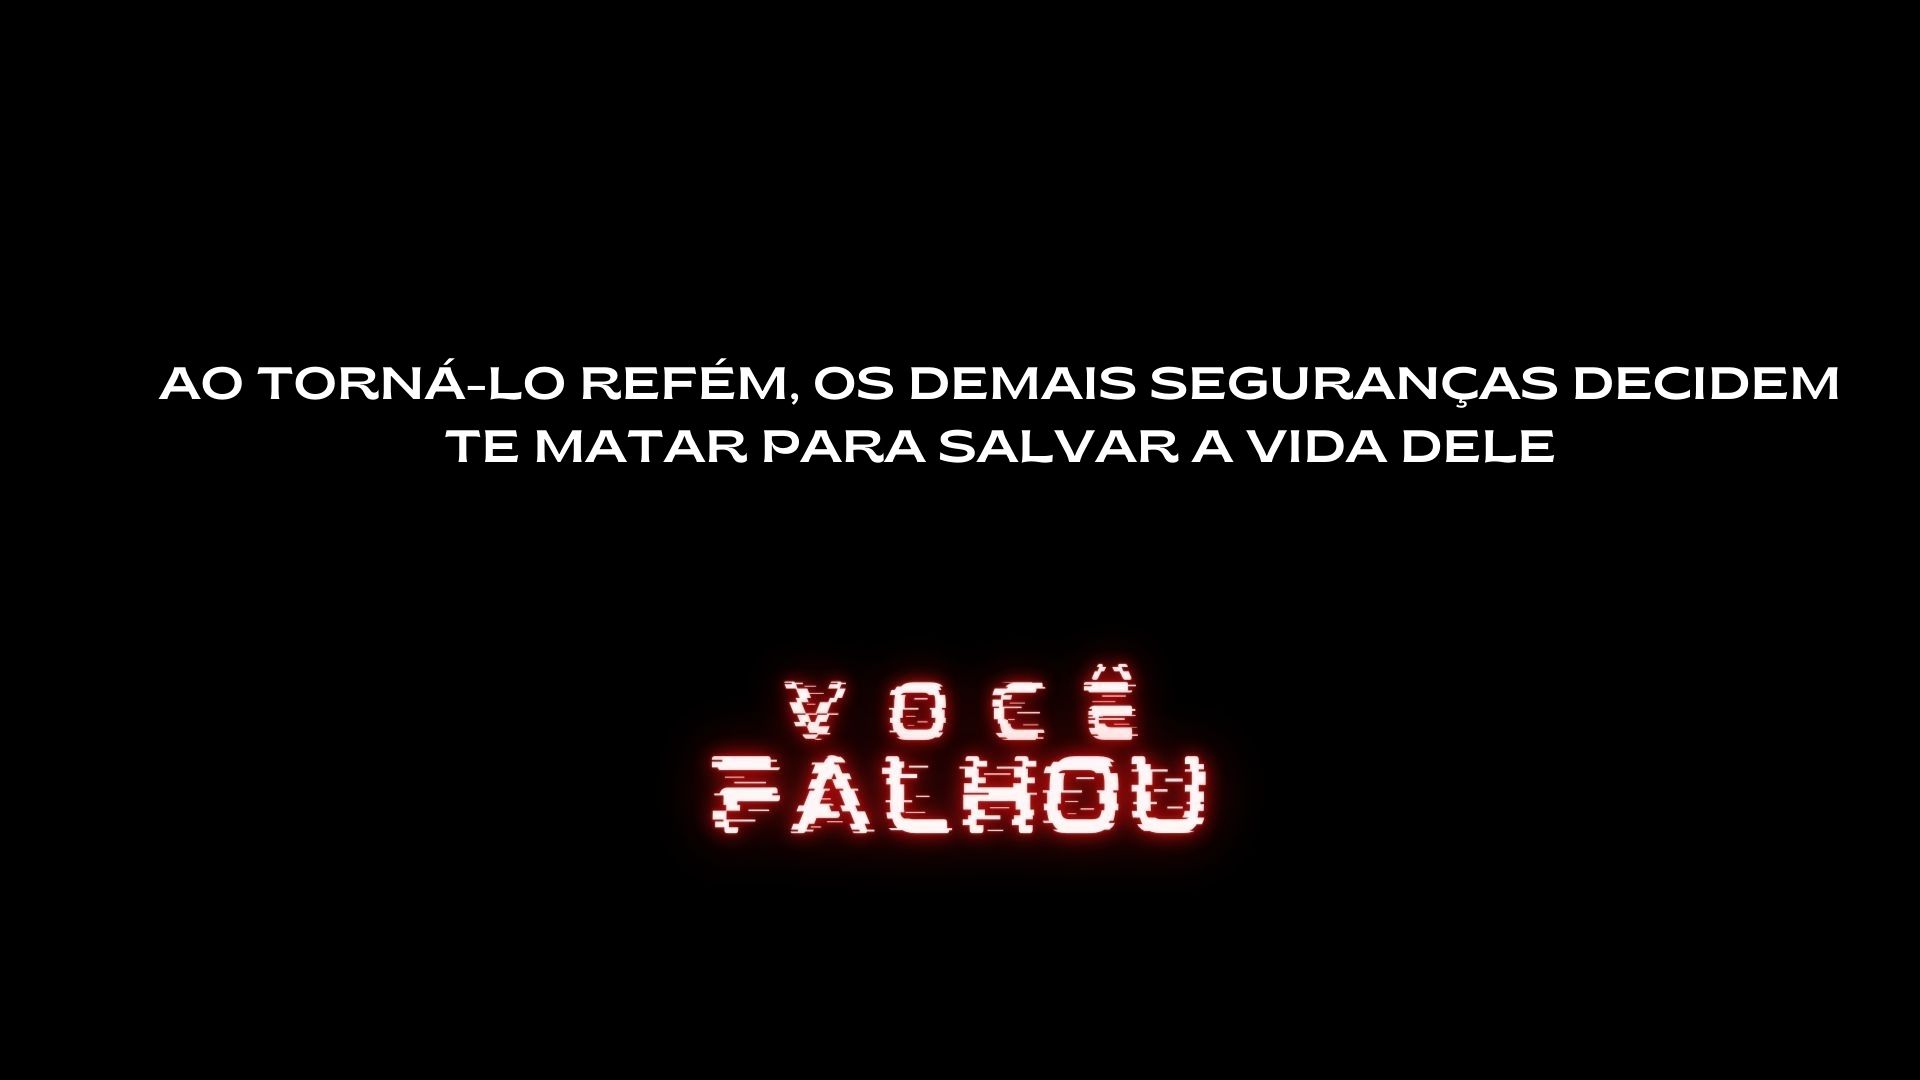 AO TORNÁ-LO REFÉM, OS DEMAIS SEGURANÇAS DECIDEM
TE MATAR PARA SALVAR A VIDA DELE
VOCÊ
FALHOU